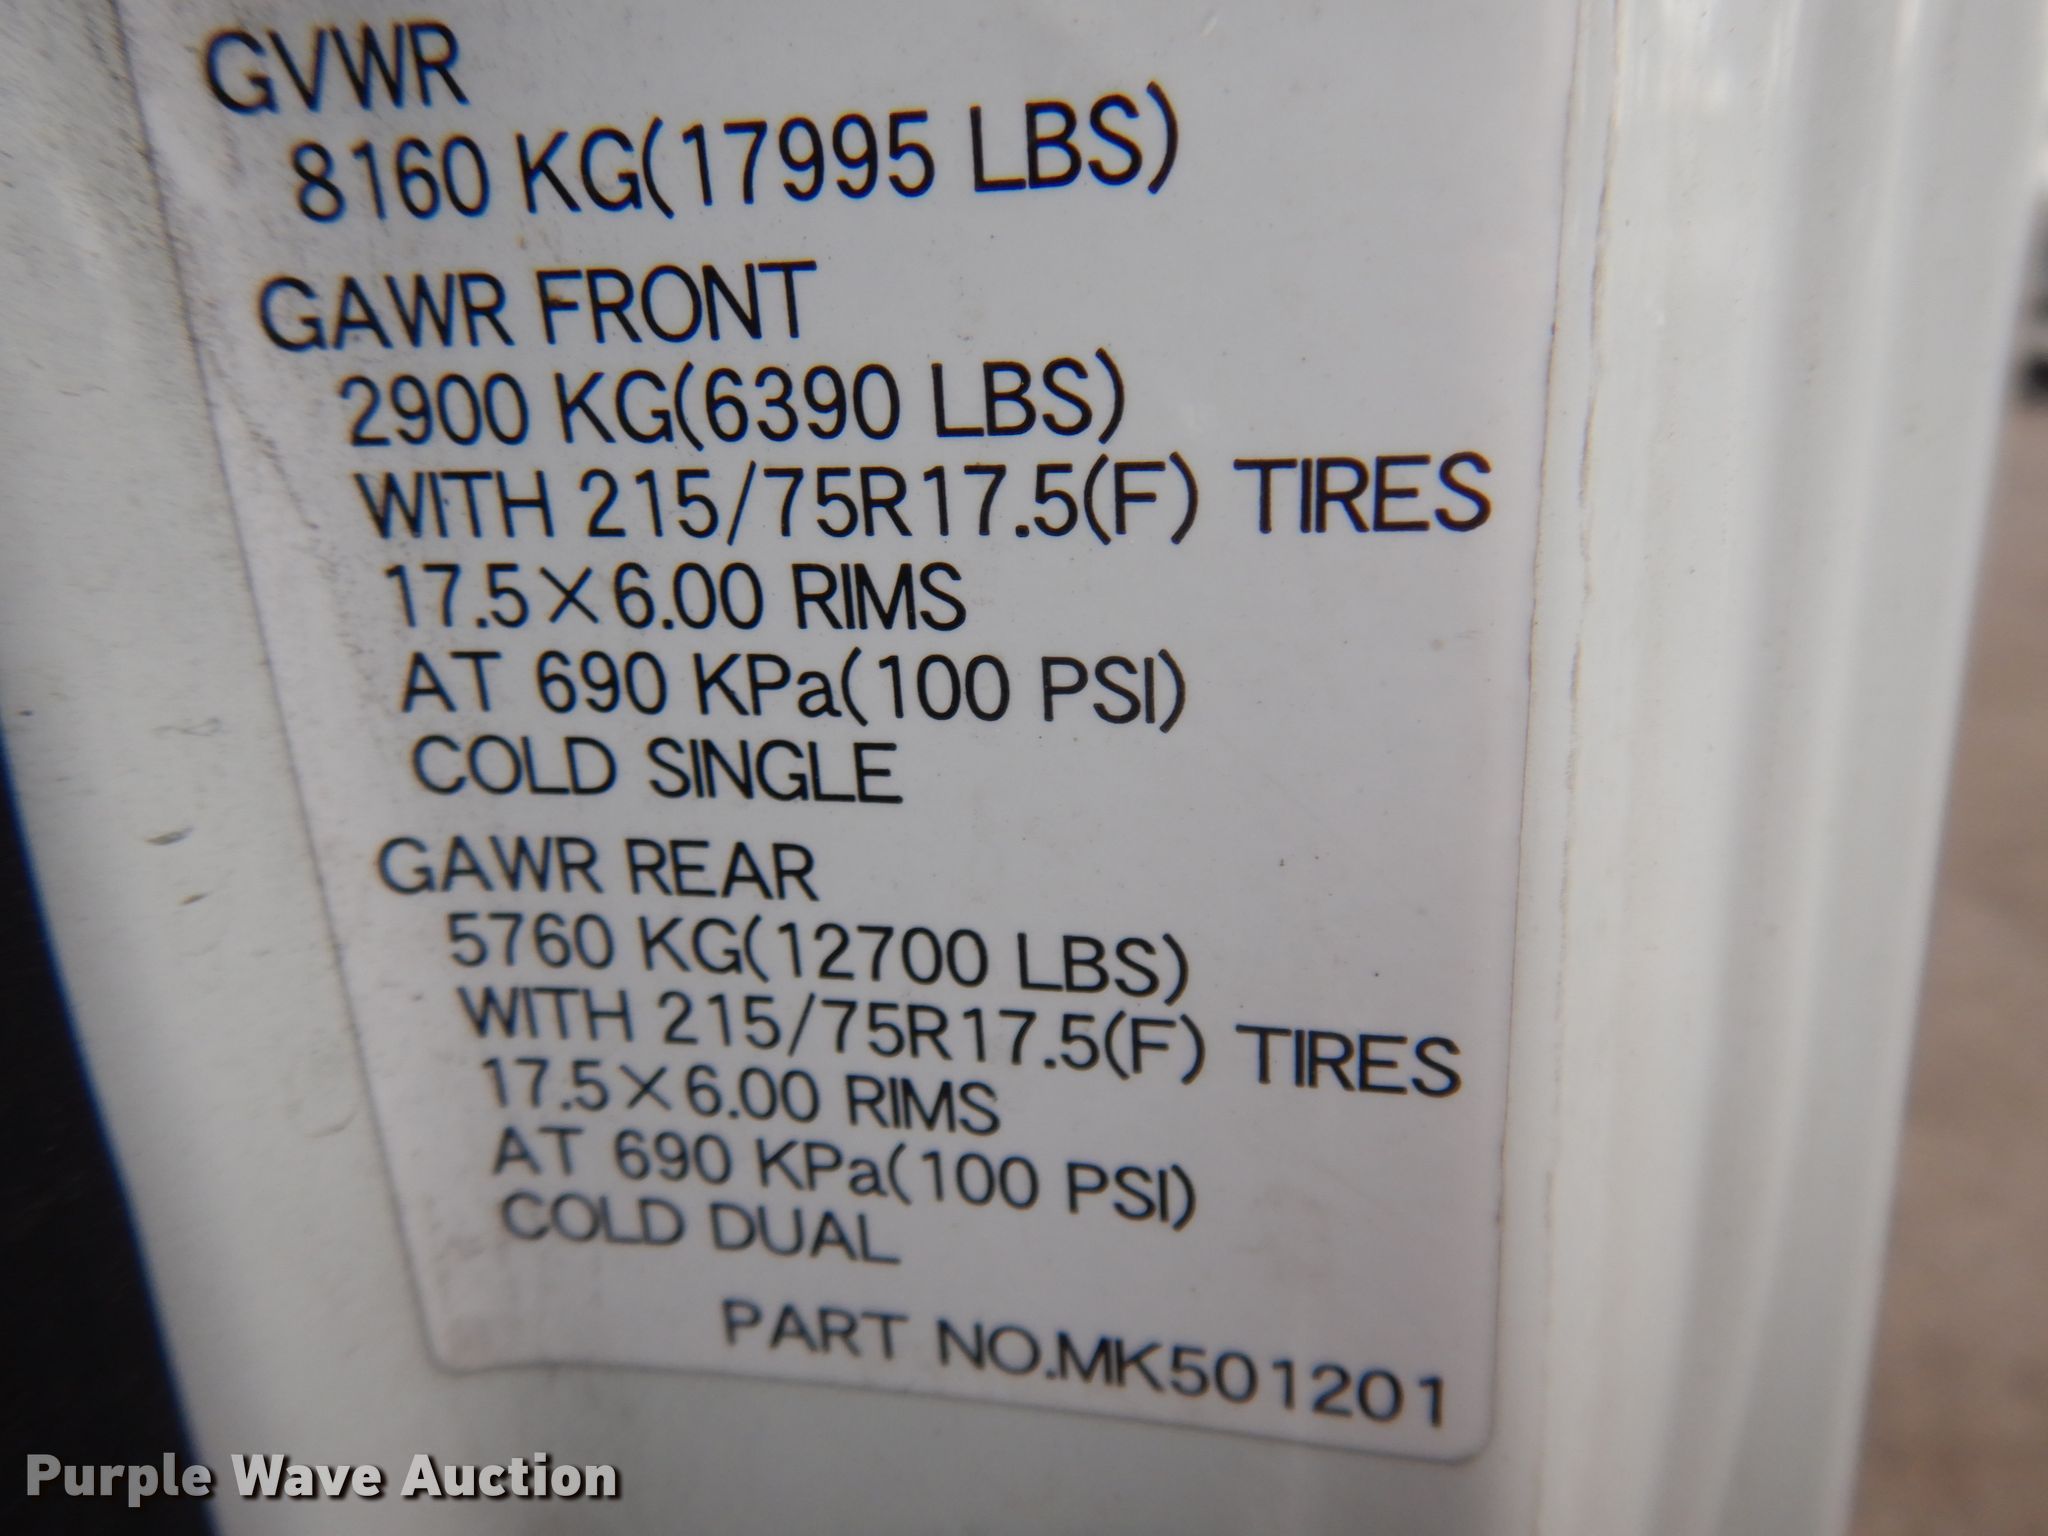 GVWR
8160 KG(17995 LBS)
GAWR FRONT
2900 KG(6390 LBS)
WITH 215/75R17.5(F) TIRES
17.5×6.00 RIMS
AT 690 KPa(100 PSI)
COLD SINGLE
GAWR REAR
5760 KG(12700 LBS)
WITH 215/75R17.5(F) TIRES
17.5×6.00 RIMS
AT 690 KPa(100 PSI)
COLD DUAL
PART NO.MK501201
Purple Wave Auction